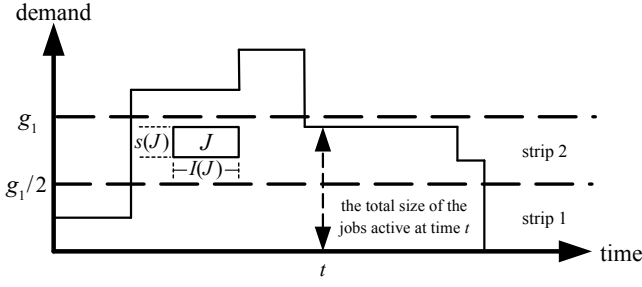 demand
g₁
s(J)
J
I(J)
strip 2
g₁/2
the total size of the
jobs active at time t
strip 1
t
time